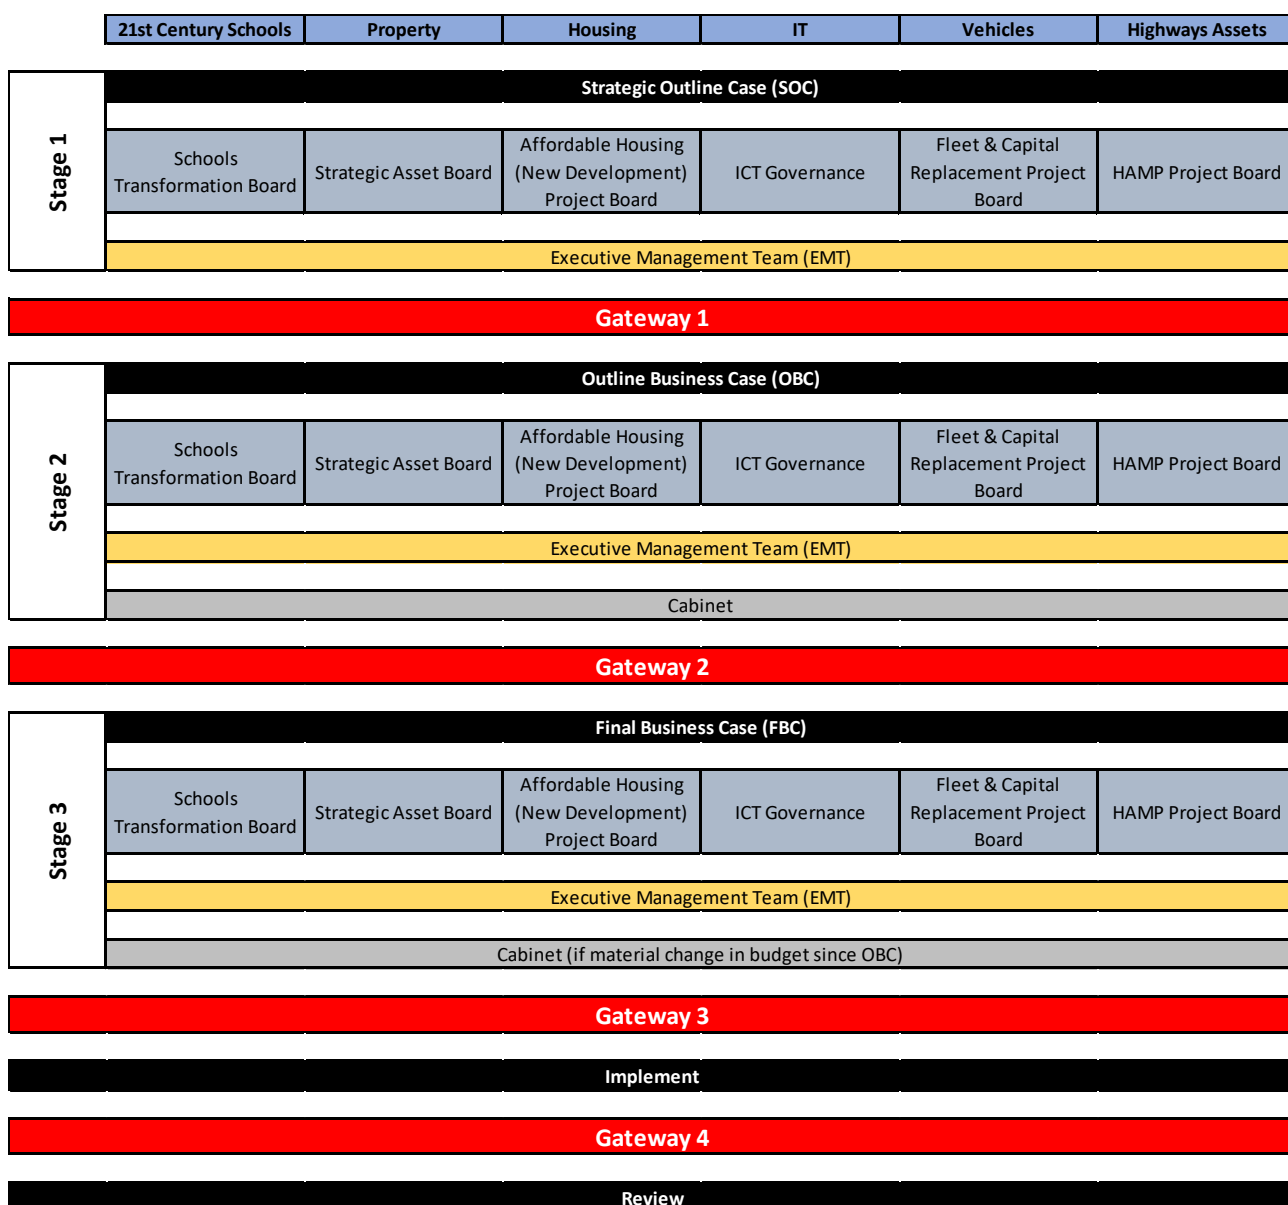 21st Century Schools Property Housing IT Vehicles Highways Assets
Stage 1
Strategic Outline Case (SOC)
Schools
Transformation Board
Strategic Asset Board
Affordable Housing
(New Development)
Project Board
ICT Governance
Fleet & Capital
Replacement Project
Board
HAMP Project Board
Executive Management Team (EMT)
Gateway 1
Stage 2
Outline Business Case (OBC)
Schools
Transformation Board
Strategic Asset Board
Affordable Housing
(New Development)
Project Board
ICT Governance
Fleet & Capital
Replacement Project
Board
HAMP Project Board
Executive Management Team (EMT)
Cabinet
Gateway 2
Stage 3
Final Business Case (FBC)
Schools
Transformation Board
Strategic Asset Board
Affordable Housing
(New Development)
Project Board
ICT Governance
Fleet & Capital
Replacement Project
Board
HAMP Project Board
Executive Management Team (EMT)
Cabinet (if material change in budget since OBC)
Gateway 3
Implement
Gateway 4
Review